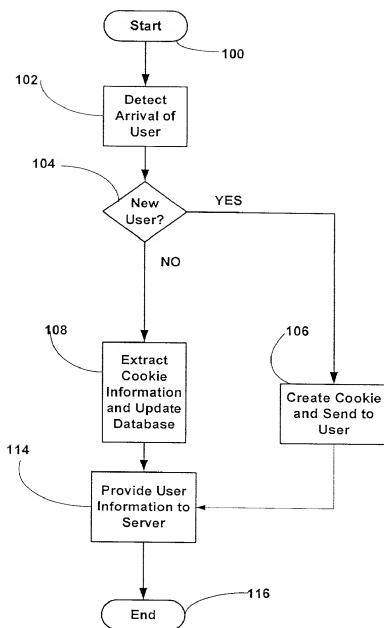 Start
100
102
Detect
Arrival of
User
104
New
User?
YES
NO
108
Extract
Cookie
Information
and Update
Database
106
Create Cookie
and Send to
User
114
Provide User
Information to
Server
End
116